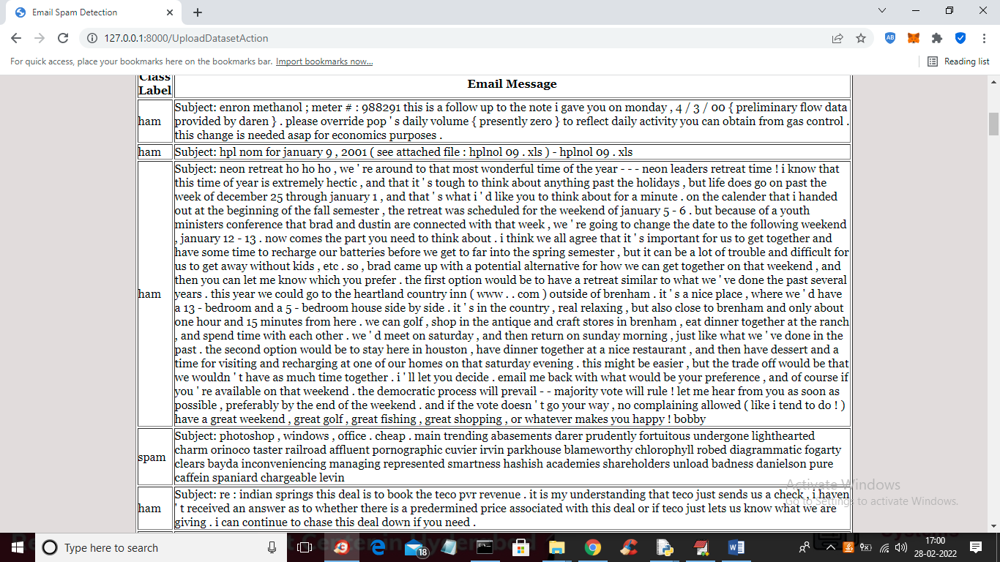 Email Spam Detection
127.0.0.1:8000/UploadDatasetAction
AB
For quick access, place your bookmarks here on the bookmarks bar. Import bookmarks now...
Reading list
Class
Label
Email Message
ham
Subject: enron methanol ; meter # : 988291 this is a follow up to the note i gave you on monday , 4 / 3 / 00 { preliminary flow data
provided by daren } . please override pop ' s daily volume { presently zero } to reflect daily activity you can obtain from gas control .
this change is needed asap for economics purposes .
ham
Subject: hpl nom for january 9 , 2001 ( see attached file : hplnol 09 . xls ) - hplnol 09 . xls
ham
Subject: neon retreat ho ho ho , we ' re around to that most wonderful time of the year - - - neon leaders retreat time ! i know that
this time of year is extremely hectic , and that it ' s tough to think about anything past the holidays , but life does go on past the
week of december 25 through january 1 , and that ' s what i ' d like you to think about for a minute . on the calender that i handed
out at the beginning of the fall semester , the retreat was scheduled for the weekend of january 5 - 6 . but because of a youth
ministers conference that brad and dustin are connected with that week , we ' re going to change the date to the following weekend
, january 12 - 13 . now comes the part you need to think about . i think we all agree that it ' s important for us to get together and
have some time to recharge our batteries before we get to far into the spring semester , but it can be a lot of trouble and difficult for
us to get away without kids , etc . so , brad came up with a potential alternative for how we can get together on that weekend , and
then you can let me know which you prefer . the first option would be to have a retreat similar to what we ' ve done the past several
years . this year we could go to the heartland country inn ( www . . com ) outside of brenham . it ' s a nice place , where we ' d have
a 13 - bedroom and a 5 - bedroom house side by side . it ' s in the country , real relaxing , but also close to brenham and only about
one hour and 15 minutes from here . we can golf , shop in the antique and craft stores in brenham , eat dinner together at the ranch
, and spend time with each other . we ' d meet on saturday , and then return on sunday morning , just like what we ' ve done in the
past . the second option would be to stay here in houston , have dinner together at a nice restaurant , and then have dessert and a
time for visiting and recharging at one of our homes on that saturday evening . this might be easier , but the trade off would be that
we wouldn ' t have as much time together . i ' ll let you decide . email me back with what would be your preference , and of course if
you ' re available on that weekend . the democratic process will prevail - - majority vote will rule ! let me hear from you as soon as
possible , preferably by the end of the weekend . and if the vote doesn ' t go your way , no complaining allowed ( like i tend to do ! )
have a great weekend , great golf , great fishing , great shopping , or whatever makes you happy ! bobby
spam
Subject: photoshop , windows , office . cheap . main trending abasements darer prudently fortuitous undergone lighthearted
charm orinoco taster railroad affluent pornographic cuvier irvin parkhouse blameworthy chlorophyll robed diagrammatic fogarty
clears bayda inconveniencing managing represented smartness hashish academies shareholders unload badness danielson pure
caffein spaniard chargeable levin
ham
Subject: re : indian springs this deal is to book the teco pvr revenue . it is my understanding that teco just sends us a check , i haven
' t received an answer as to whether there is a predermined price associated with this deal or if teco just lets us know what we are
giving . i can continue to chase this deal down if you need .
Activate Windows
Go to Settings to activate Windows.
Type here to search
18
17:00
28-02-2022